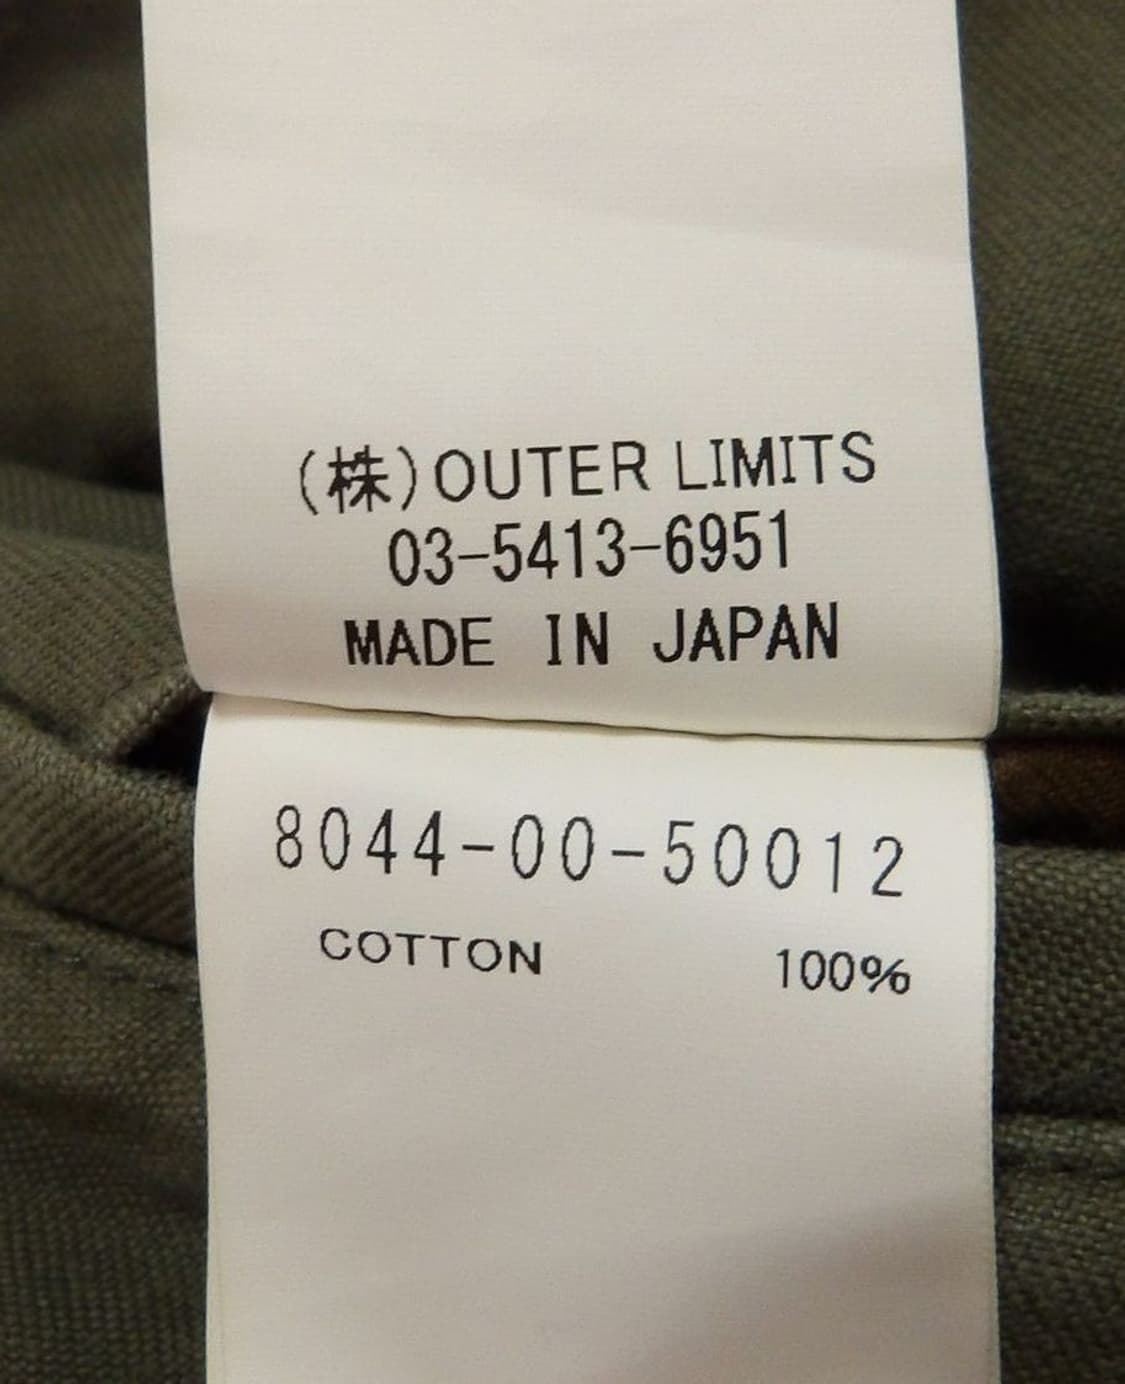 (株)OUTER LIMITS
03-5413-6951
MADE IN JAPAN
8044-00-50012
COTTON 100%